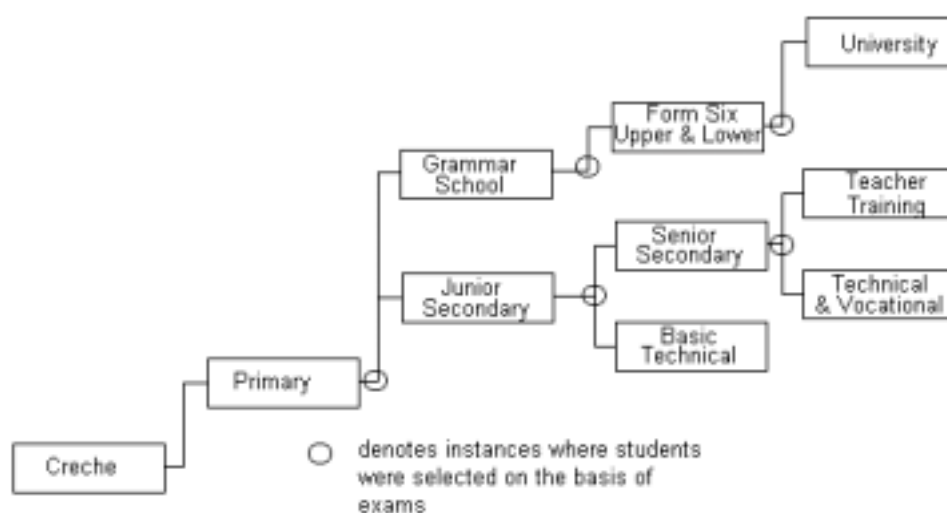 University
Form Six
Upper & Lower
Grammar
School
Teacher
Training
Senior
Secondary
Junior
Secondary
Technical
& Vocational
Basic
Technical
Primary
Creche
denotes instances where students
were selected on the basis of
exams